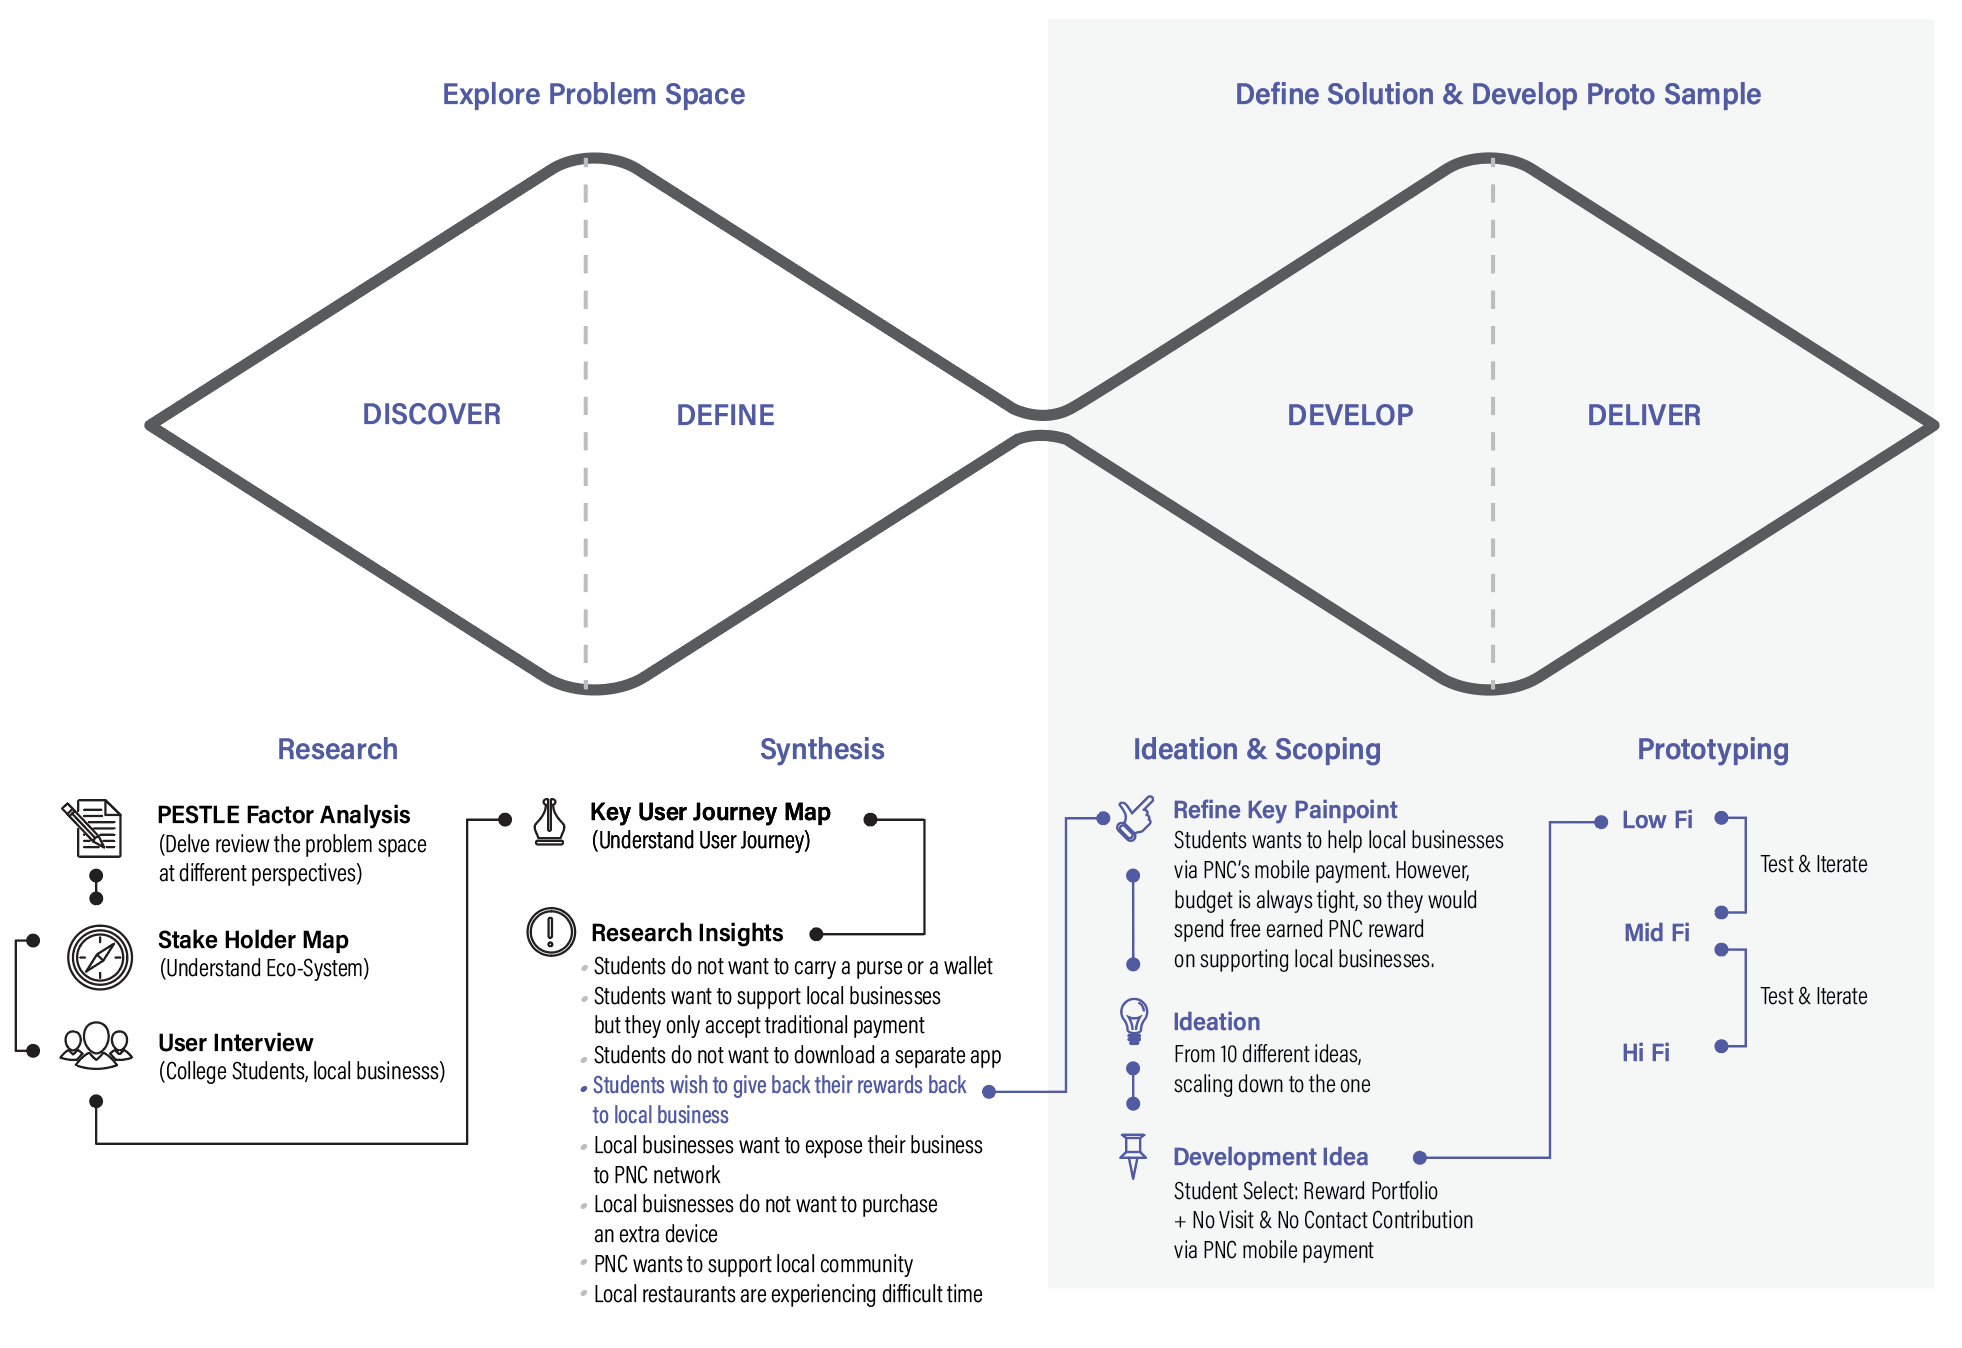 Explore Problem Space
Define Solution & Develop Proto Sample
DISCOVER
DEFINE
DEVELOP
DELIVER
Research
PESTLE Factor Analysis
(Delve review the problem space
at different perspectives)
Stake Holder Map
(Understand Eco-System)
User Interview
(College Students, local businesss)
Synthesis
Key User Journey Map
(Understand User Journey)
Research Insights
Students do not want to carry a purse or a wallet
Students want to support local businesses
but they only accept traditional payment
Students do not want to download a separate app
Students wish to give back their rewards back
to local business
Local businesses want to expose their business
to PNC network
Local buisnesses do not want to purchase
an extra device
PNC wants to support local community
Local restaurants are experiencing difficult time
Ideation & Scoping
Refine Key Painpoint
Students wants to help local businesses
via PNC's mobile payment. However,
budget is always tight, so they would
spend free earned PNC reward
on supporting local businesses.
Ideation
From 10 different ideas,
scaling down to the one
Development Idea
Student Select: Reward Portfolio
+ No Visit & No Contact Contribution
via PNC mobile payment
Prototyping
Low Fi
Test & Iterate
Mid Fi
Test & Iterate
Hi Fi